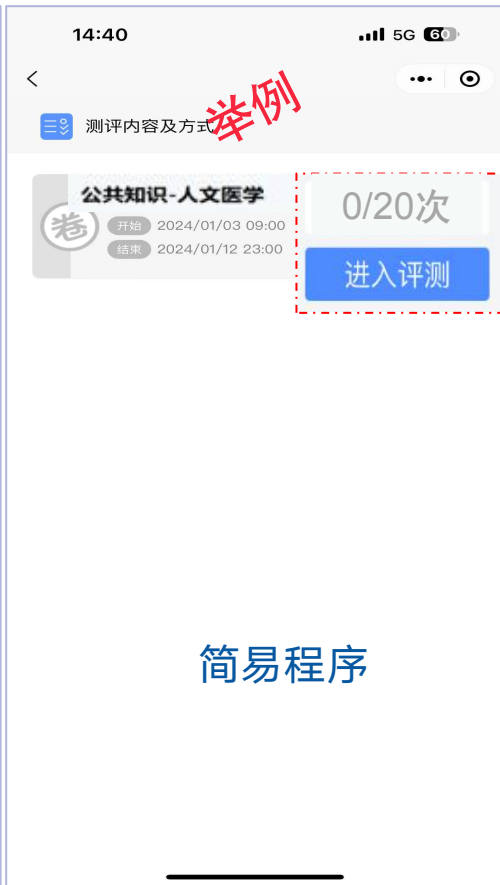 14:40 5G 60
测评内容及方式
举例
公共知识-人文医学
卷
开始 2024/01/03 09:00
结束 2024/01/12 23:00
0/20次
进入评测
简易程序